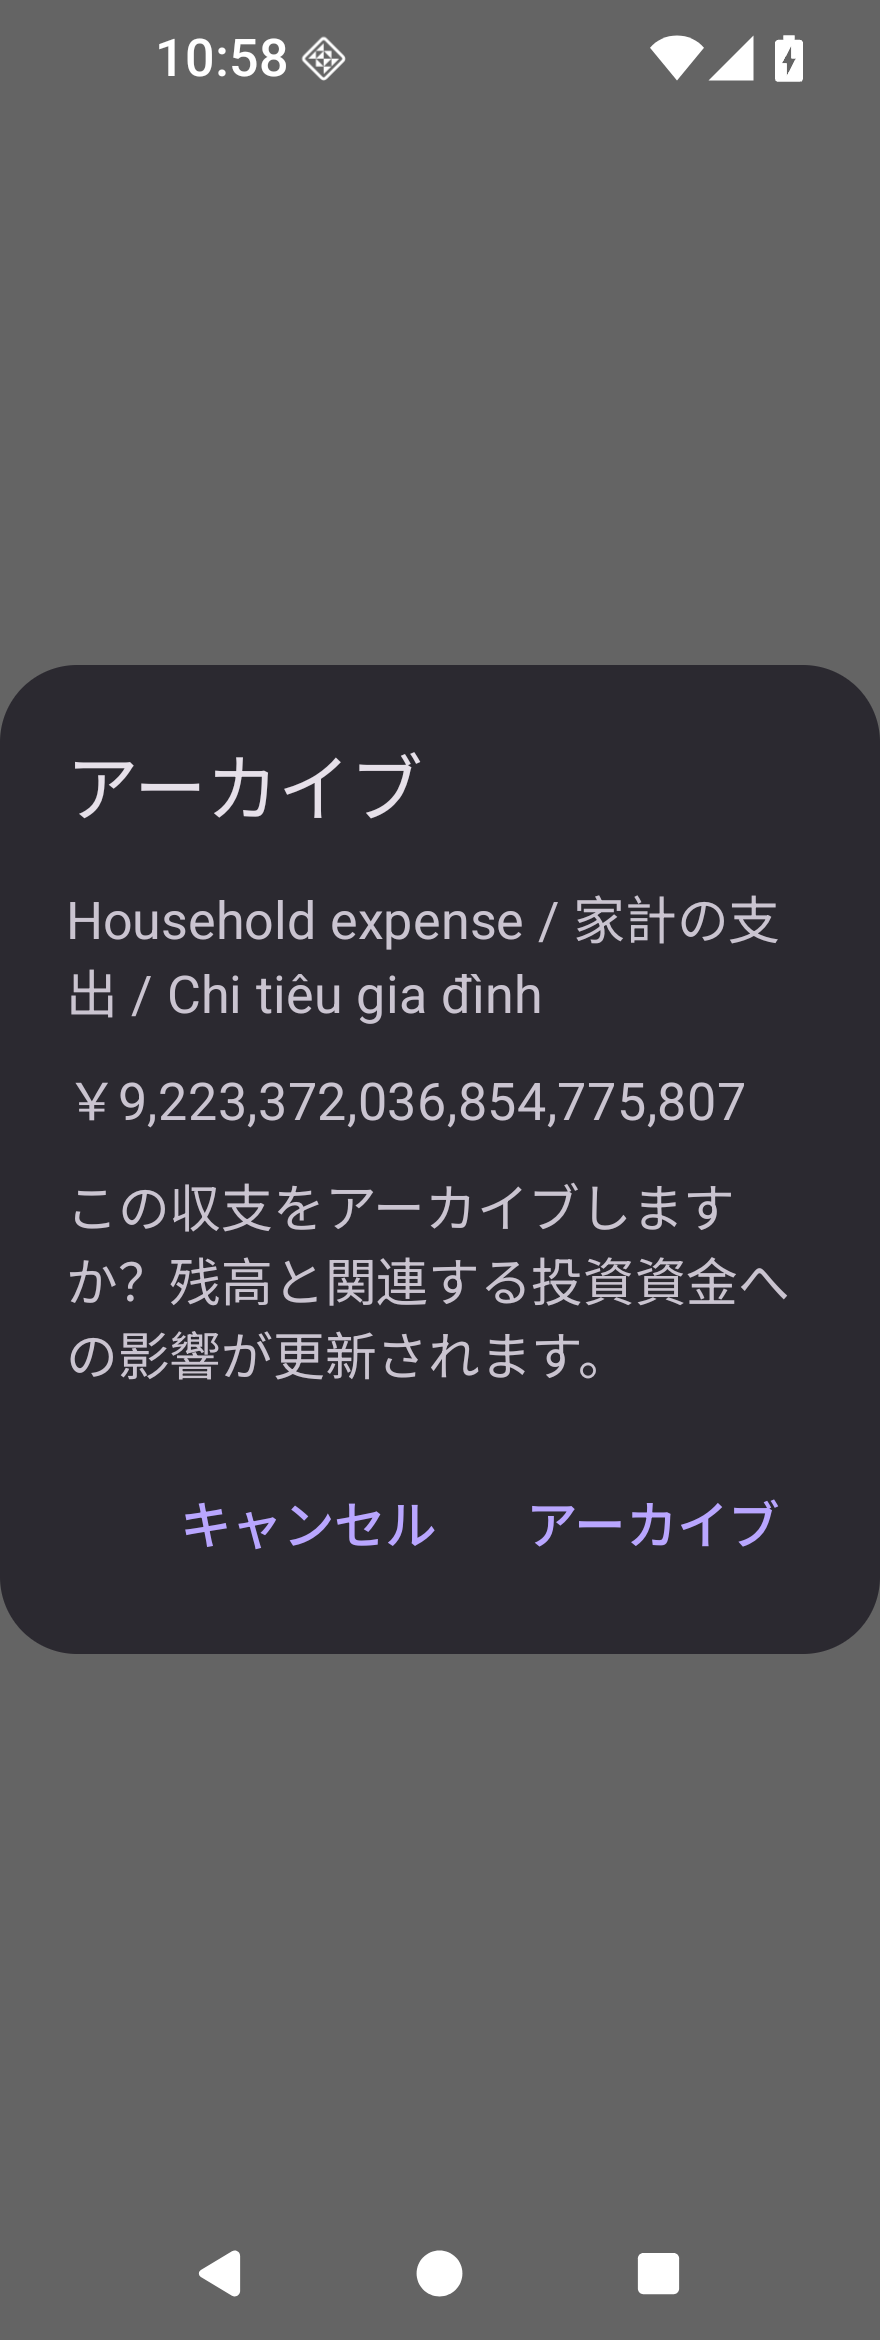 10:58
アーカイブ
Household expense / 家計の支
出 / Chi tiêu gia đình
￥9,223,372,036,854,775,807
この収支をアーカイブします
か？残高と関連する投資資金へ
の影響が更新されます。
キャンセル アーカイブ